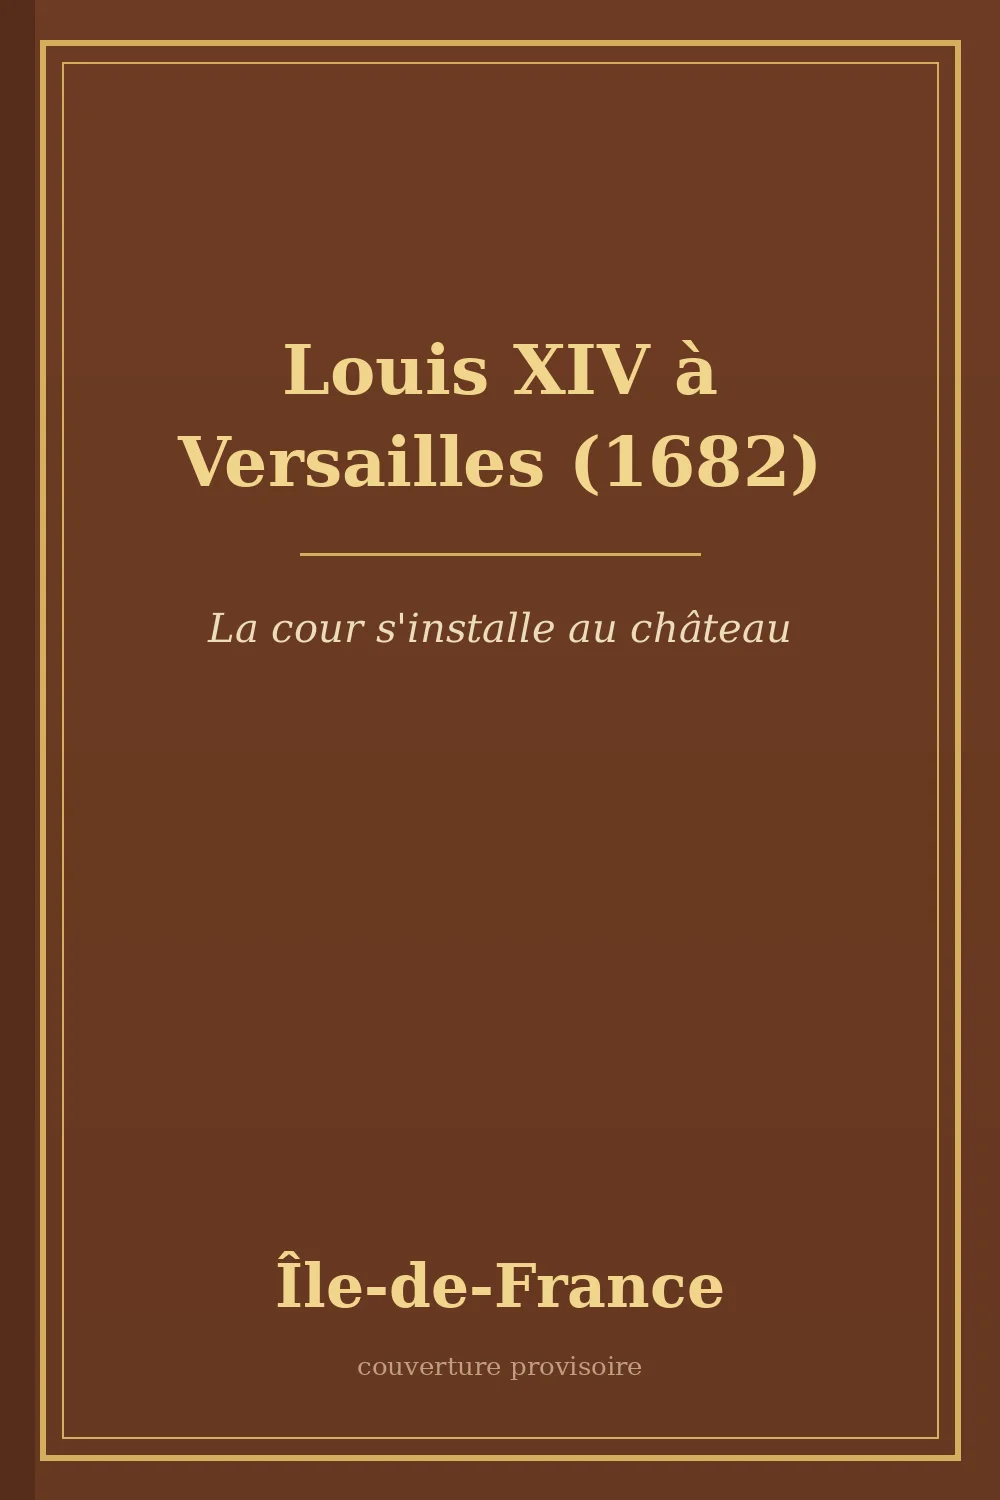 Louis XIV à
Versailles (1682)
La cour s'installe au château
Île-de-France
couverture provisoire